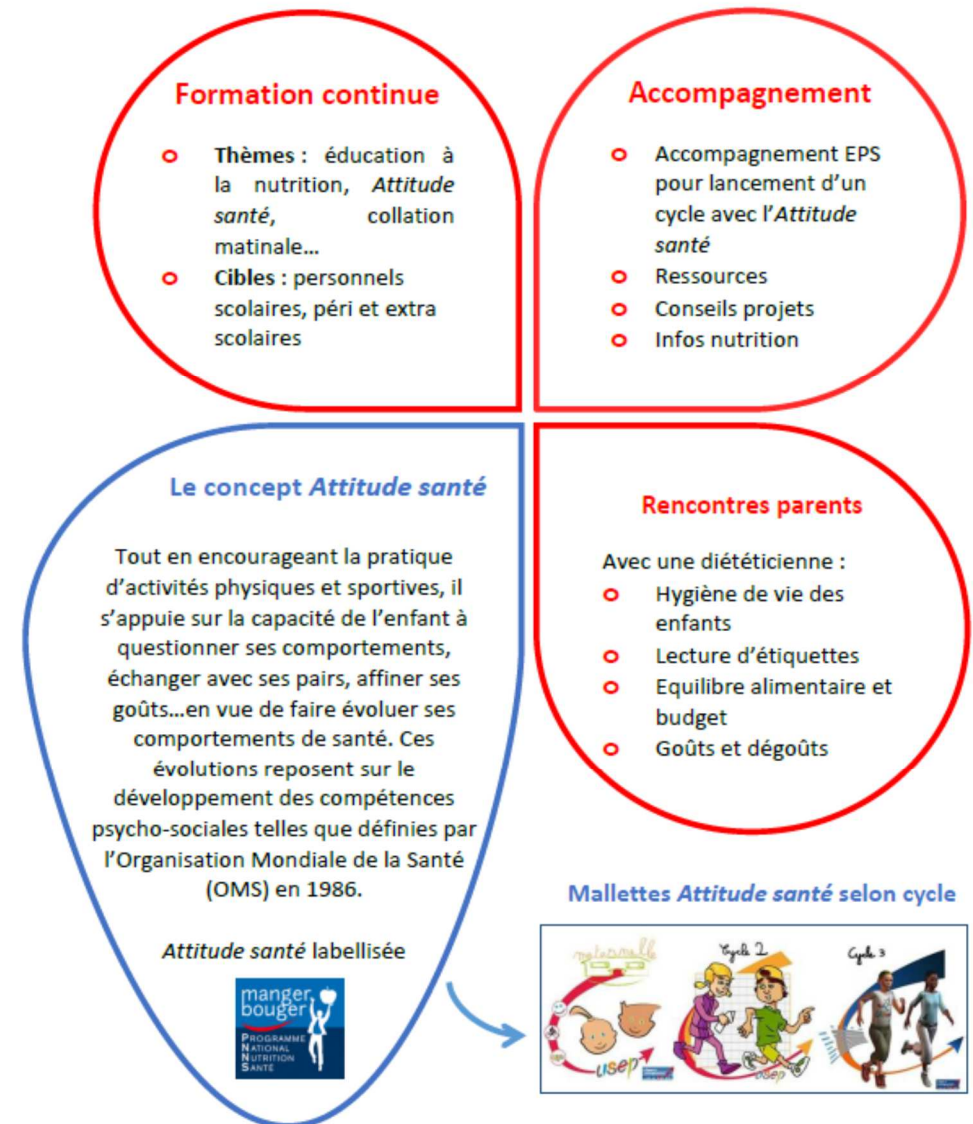 Formation continue
o Thèmes : éducation à
la nutrition, Attitude
santé, collation
matinale…
o Cibles : personnels
scolaires, péri et extra
scolaires
Accompagnement
o Accompagnement EPS
pour lancement d’un
cycle avec l’Attitude
santé
o Ressources
o Conseils projets
o Infos nutrition
Le concept Attitude santé
Tout en encourageant la pratique
d’activités physiques et sportives, il
s’appuie sur la capacité de l’enfant à
questionner ses comportements,
échanger avec ses pairs, affiner ses
goûts…en vue de faire évoluer ses
comportements de santé. Ces
évolutions reposent sur le
développement des compétences
psycho-sociales telles que définies par
l’Organisation Mondiale de la Santé
(OMS) en 1986.
Attitude santé labellisée
manger
bouger
PROGRAMME
NATIONAL
NUTRITION
SANTÉ
Rencontres parents
Avec une diététicienne :
o Hygiène de vie des
enfants
o Lecture d’étiquettes
o Equilibre alimentaire et
budget
o Goûts et dégoûts
Mallettes Attitude santé selon cycle
maternelle
usep
Cycle 2
usep
Cycle 3